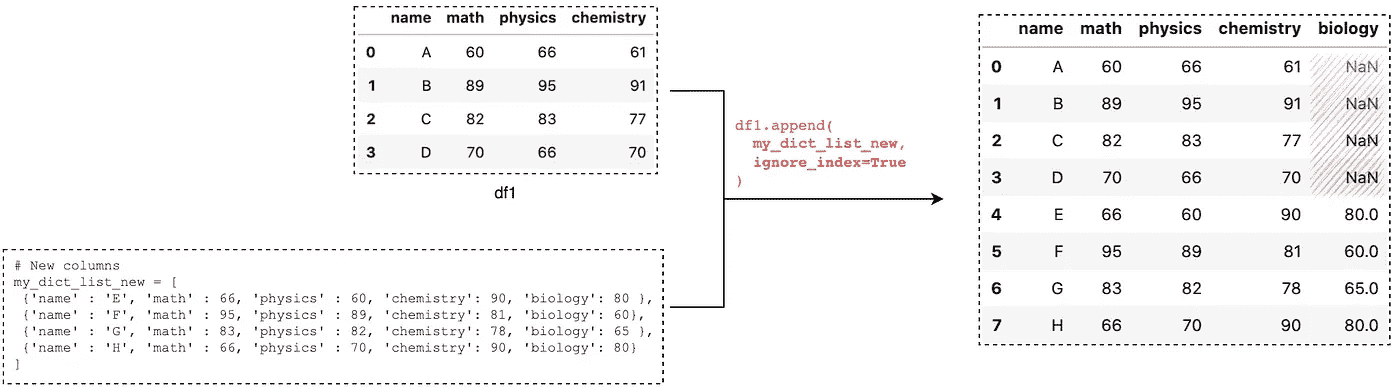 name math physics chemistry
0 A 60 66 61
1 B 89 95 91
2 C 82 83 77
3 D 70 66 70
df1
# New columns
my_dict_list_new = [
{'name' : 'E', 'math' : 66, 'physics' : 60, 'chemistry': 90, 'biology': 80 },
{'name' : 'F', 'math' : 95, 'physics' : 89, 'chemistry': 81, 'biology': 60},
{'name' : 'G', 'math' : 83, 'physics' : 82, 'chemistry': 78, 'biology': 65 },
{'name' : 'H', 'math' : 66, 'physics' : 70, 'chemistry': 90, 'biology': 80}
]
df1.append(
my_dict_list_new,
ignore_index=True
)
name math physics chemistry biology
0 A 60 66 61 NaN
1 B 89 95 91 NaN
2 C 82 83 77 NaN
3 D 70 66 70 NaN
4 E 66 60 90 80.0
5 F 95 89 81 60.0
6 G 83 82 78 65.0
7 H 66 70 90 80.0